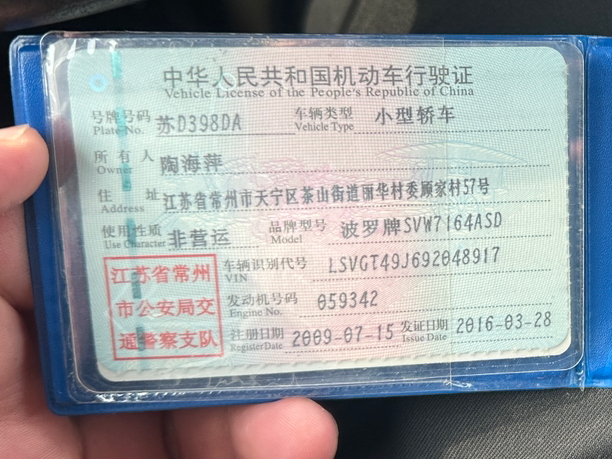 中华人民共和国机动车行驶证
Vehicle License of the People's Republic of China
号牌号码 苏D398DA 车辆类型 小型轿车
Plate No. Vehicle Type
所有人 陶海萍
Owner
住址 江苏省常州市天宁区茶山街道丽华村委顾家村57号
Address
使用性质 非营运 品牌型号 波罗牌SVW7164ASD
Use Character Model
车辆识别代号 LSVGT49J692048917
VIN
发动机号码 059342
Engine No.
注册日期 2009-07-15 发证日期 2016-03-28
Register Date Issue Date
江苏省常州
市公安局交
通警察支队